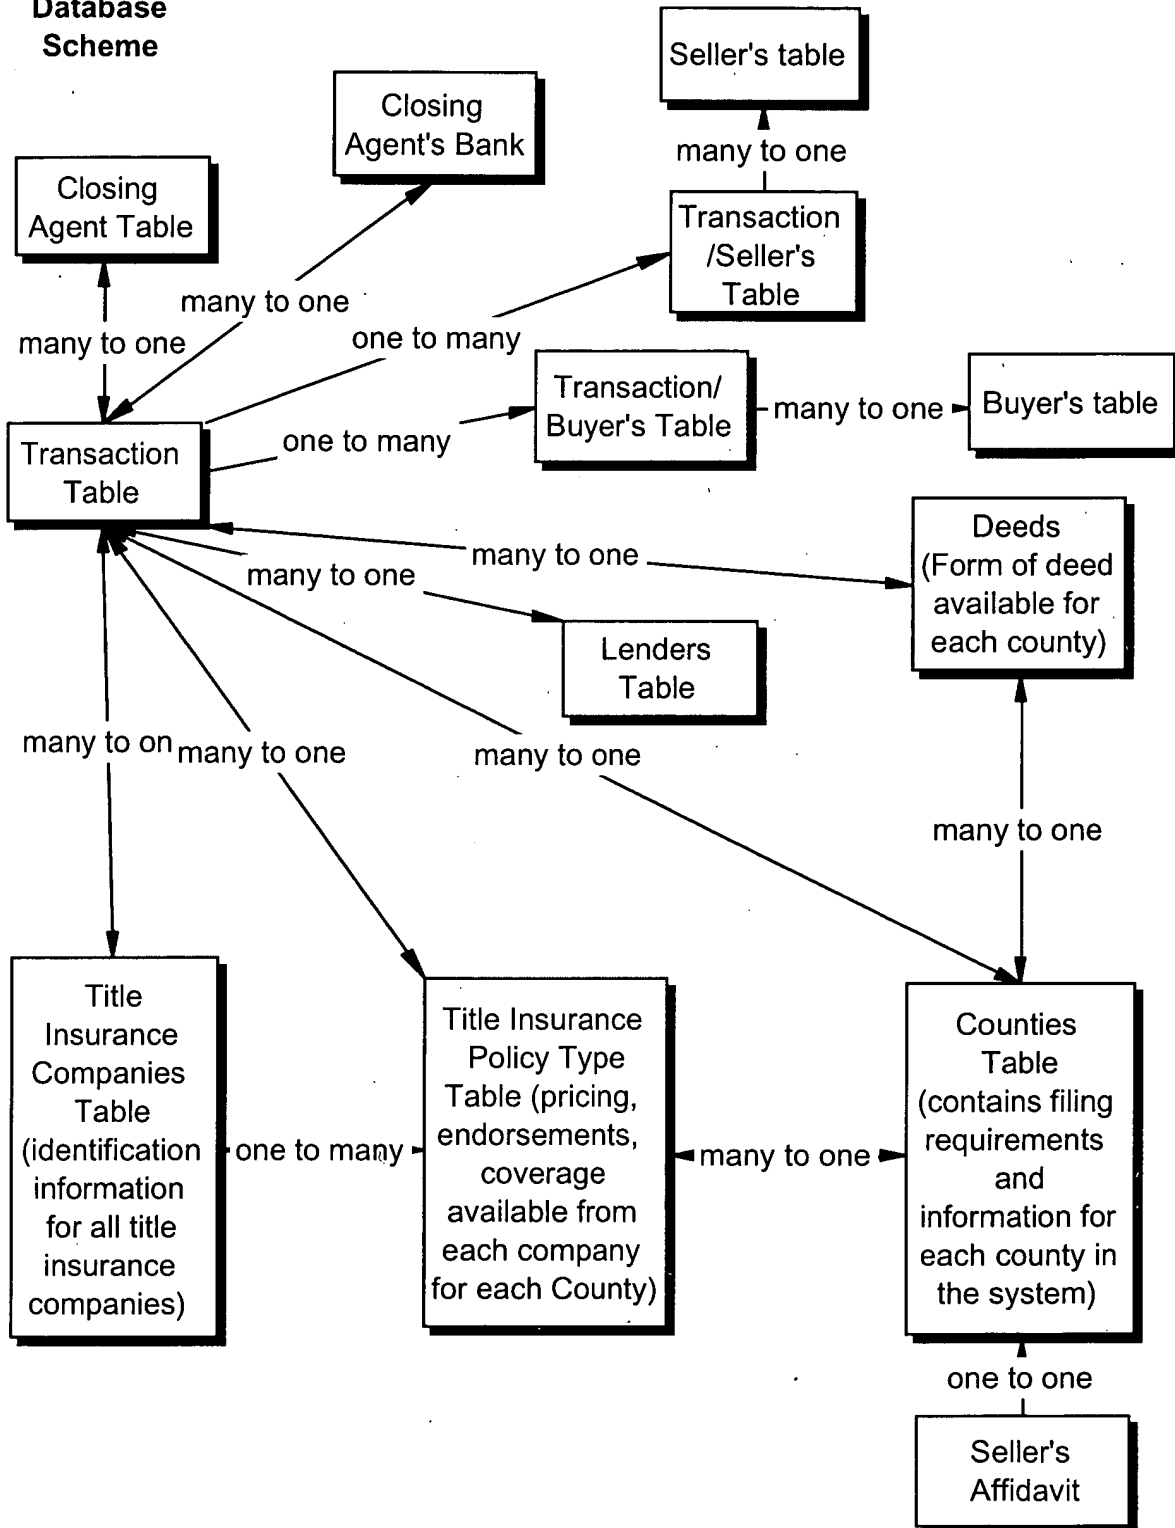 Database
Scheme
Seller's table
Closing
Agent's Bank
many to one
Closing
Agent Table
Transaction
/Seller's
Table
many to one
many to one
one to many
Transaction/
Buyer's Table
many to one
Buyer's table
one to many
Transaction
Table
Deeds
(Form of deed
available for
each county)
many to one
many to one
Lenders
Table
many to on
many to one
many to one
many to one
Title
Insurance
Companies
Table
(identification
information
for all title
insurance
companies)
one to many
Title Insurance
Policy Type
Table (pricing,
endorsements,
coverage
available from
each company
for each County)
many to one
Counties
Table
(contains filing
requirements
and
information for
each county in
the system)
one to one
Seller's
Affidavit